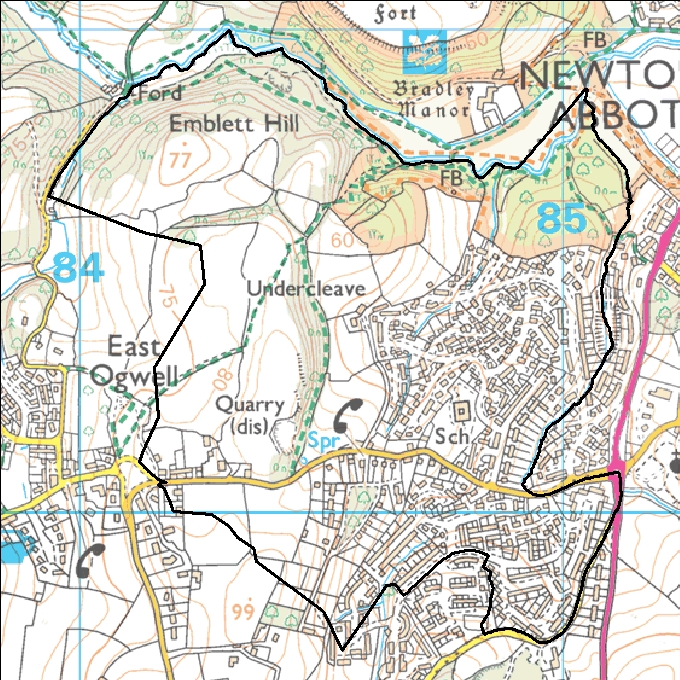 Fort
50
FB
NEWTO
ABBOT
Bradley
Manor
Ford
Emblett Hill
77
FB
85
60
84
Undercleave
75
East
Ogwell
80
Quarry
(dis)
Spr
Sch
99